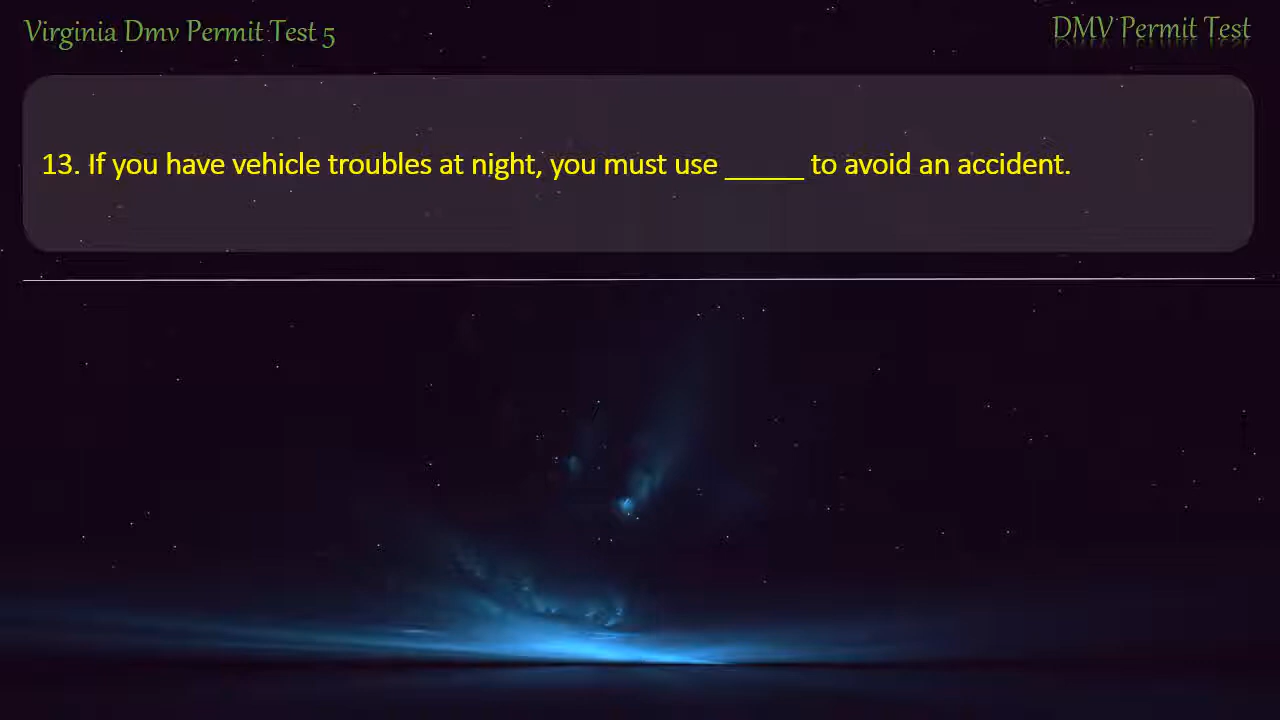 Virginia Dmv Permit Test 5
DMV Permit Test
13. If you have vehicle troubles at night, you must use _____ to avoid an accident.